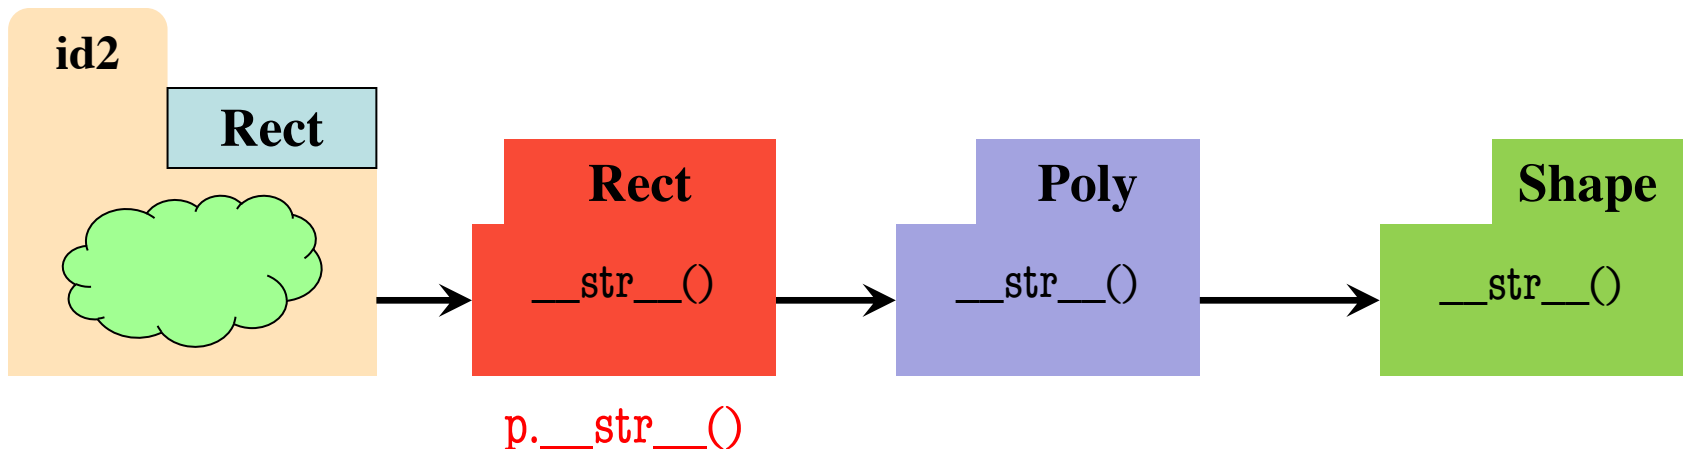 id2
Rect
Rect
Poly
Shape
__str__()
__str__()
__str__()
p.__str__()